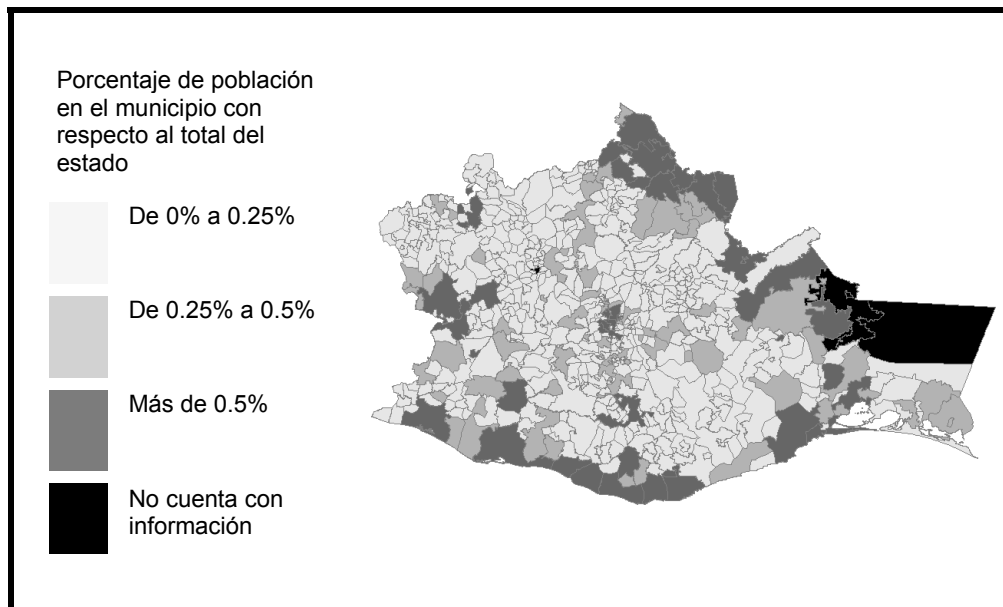 Porcentaje de población
en el municipio con
respecto al total del
estado
De 0% a 0.25%
De 0.25% a 0.5%
Más de 0.5%
No cuenta con
información